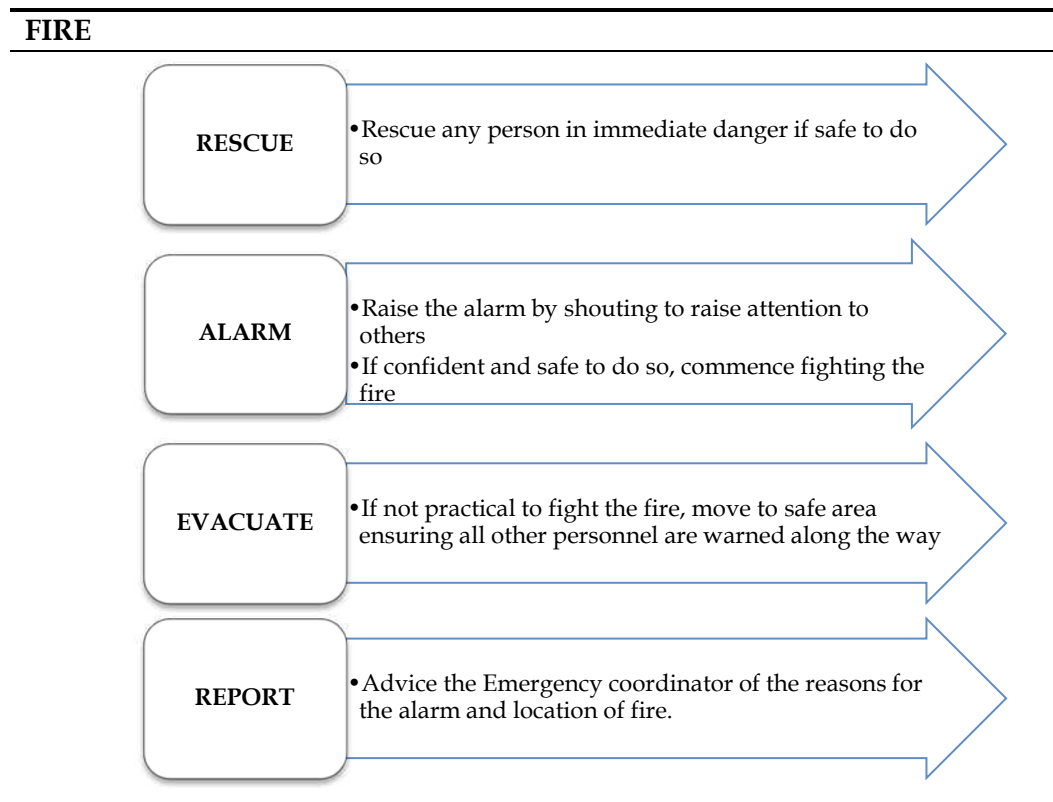 FIRE
RESCUE
•Rescue any person in immediate danger if safe to do
so
ALARM
•Raise the alarm by shouting to raise attention to
others
•If confident and safe to do so, commence fighting the
fire
EVACUATE
•If not practical to fight the fire, move to safe area
ensuring all other personnel are warned along the way
REPORT
•Advice the Emergency coordinator of the reasons for
the alarm and location of fire.